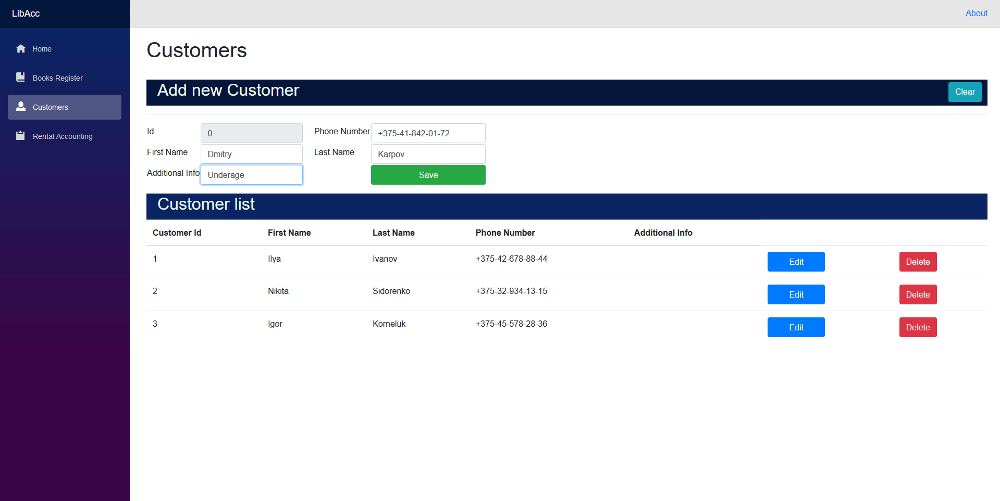 LibAcc
About
Home
Books Register
Customers
Rental Accounting
Customers
Add new Customer Clear
Id 0 Phone Number +375-41-842-01-72
First Name Dmitry Last Name Karpov
Additional Info Underage Save
Customer list
Customer Id First Name Last Name Phone Number Additional Info
1 Ilya Ivanov +375-42-678-88-44 Edit Delete
2 Nikita Sidorenko +375-32-934-13-15 Edit Delete
3 Igor Korneluk +375-45-578-28-36 Edit Delete